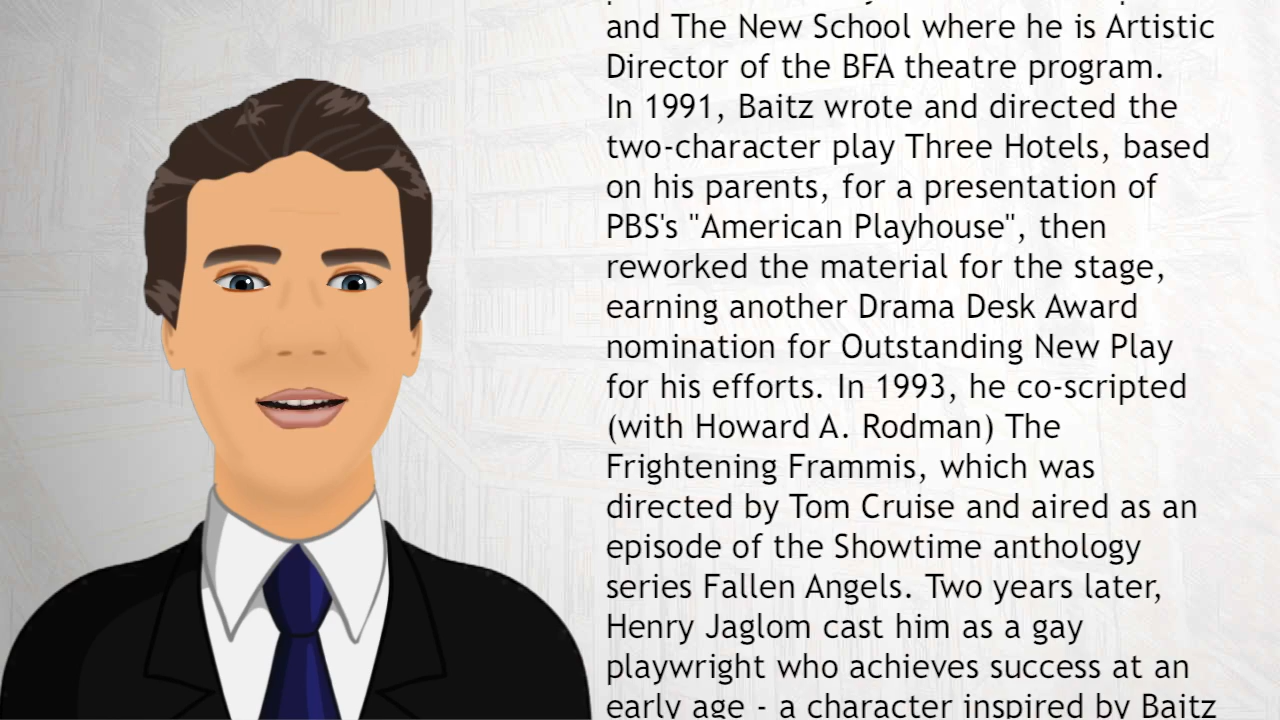 and The New School where he is Artistic
Director of the BFA theatre program.
In 1991, Baitz wrote and directed the
two-character play Three Hotels, based
on his parents, for a presentation of
PBS's "American Playhouse", then
reworked the material for the stage,
earning another Drama Desk Award
nomination for Outstanding New Play
for his efforts. In 1993, he co-scripted
(with Howard A. Rodman) The
Frightening Frammis, which was
directed by Tom Cruise and aired as an
episode of the Showtime anthology
series Fallen Angels. Two years later,
Henry Jaglom cast him as a gay
playwright who achieves success at an
early age - a character inspired by Baitz